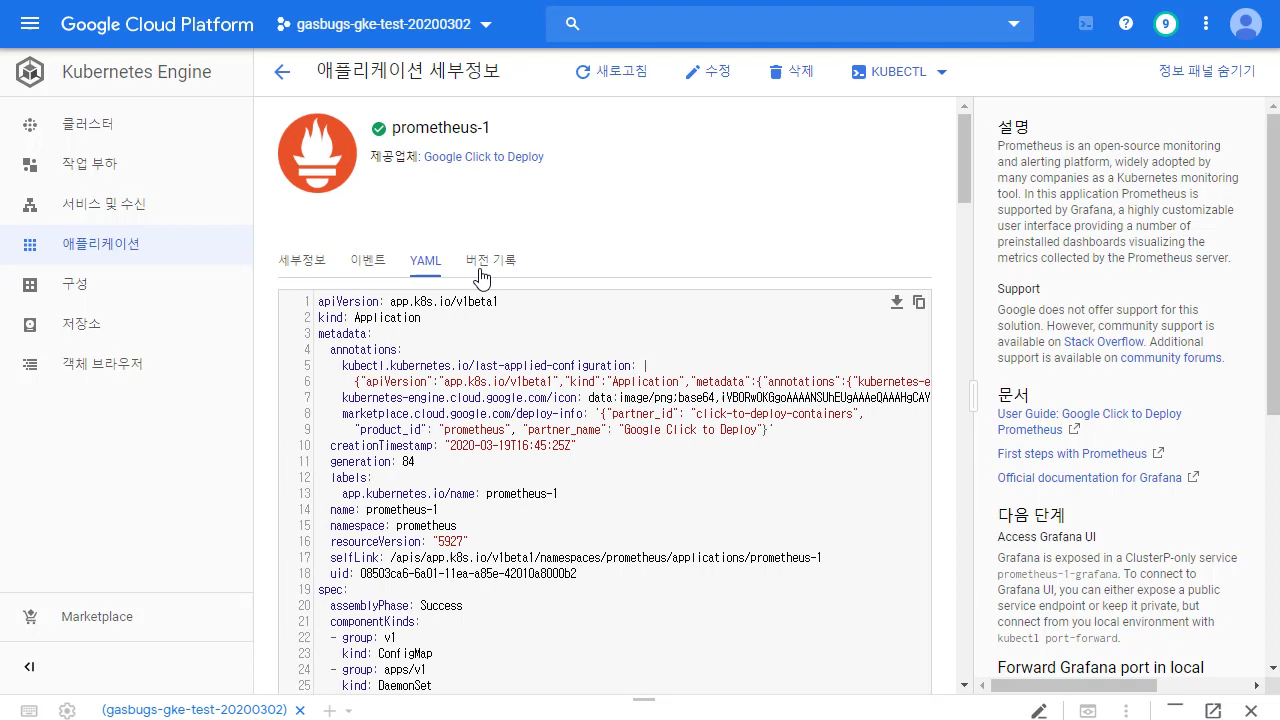 Google Cloud Platform
gasbugs-gke-test-20200302
9
Kubernetes Engine
애플리케이션 세부정보
새로고침
수정
삭제
KUBECTL
정보 패널 숨기기
클러스터
작업 부하
서비스 및 수신
애플리케이션
구성
저장소
객체 브라우저
Marketplace
prometheus-1
제공업체: Google Click to Deploy
세부정보
이벤트
YAML
버전 기록
1 apiVersion: app.k8s.io/v1beta1
2 kind: Application
3 metadata:
4 annotations:
5 kubectl.kubernetes.io/last-applied-configuration: |
6 {"apiVersion":"app.k8s.io/v1beta1","kind":"Application","metadata":{"annotations":{"kubernetes-e
7 kubernetes-engine.cloud.google.com/icon: data:image/png;base64,iVBORw0KGgoAAAANSUhEUgAAAeQAAAHgCAY
8 marketplace.cloud.google.com/deploy-info: '{"partner_id": "click-to-deploy-containers",
9 "product_id": "prometheus", "partner_name": "Google Click to Deploy"}'
10 creationTimestamp: "2020-03-19T16:45:25Z"
11 generation: 84
12 labels:
13 app.kubernetes.io/name: prometheus-1
14 name: prometheus-1
15 namespace: prometheus
16 resourceVersion: "5927"
17 selfLink: /apis/app.k8s.io/v1beta1/namespaces/prometheus/applications/prometheus-1
18 uid: 08503ca6-6a01-11ea-a85e-42010a8000b2
19 spec:
20 assemblyPhase: Success
21 componentKinds:
22 - group: v1
23 kind: ConfigMap
24 - group: apps/v1
25 kind: DaemonSet
설명
Prometheus is an open-source monitoring
and alerting platform, widely adopted by
many companies as a Kubernetes monitoring
tool. In this application Prometheus is
supported by Grafana, a highly customizable
user interface providing a number of
preinstalled dashboards visualizing the
metrics collected by the Prometheus server.
Support
Google does not offer support for this
solution. However, community support is
available on Stack Overflow. Additional
support is available on community forums.
문서
User Guide: Google Click to Deploy
Prometheus
First steps with Prometheus
Official documentation for Grafana
다음 단계
Access Grafana UI
Grafana is exposed in a ClusterP-only service
prometheus-1-grafana. To connect to
Grafana UI, you can either expose a public
service endpoint or keep it private, but
connect from you local environment with
kubectl port-forward.
Forward Grafana port in local
(gasbugs-gke-test-20200302)